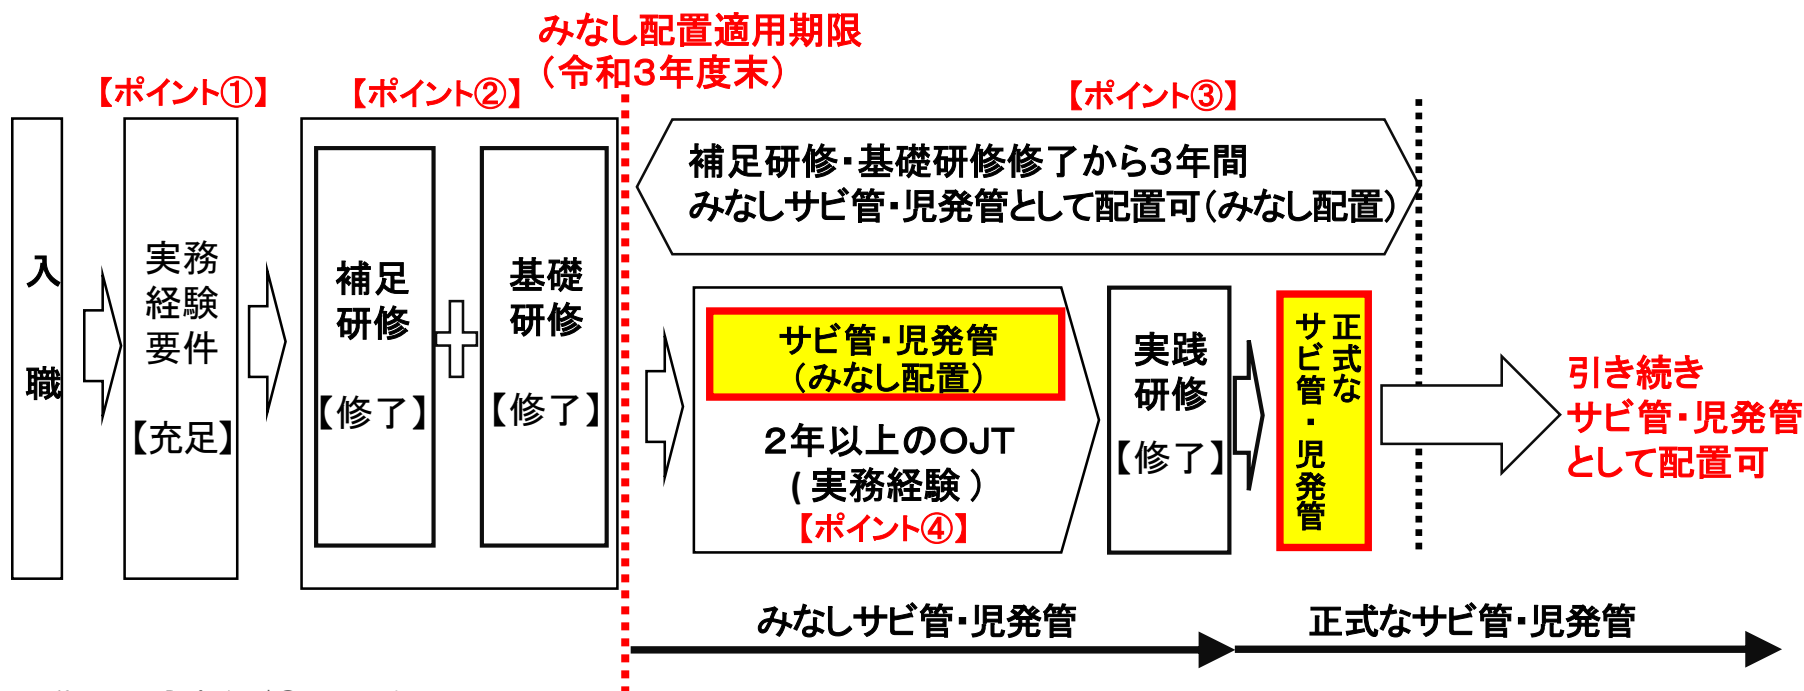 みなし配置適用期限
（令和３年度末）
【ポイント①】
【ポイント②】
【ポイント③】
入
職
実務
経験
要件
【充足】
補足
研修
【修了】
基礎
研修
【修了】
補足研修・基礎研修修了から３年間
みなしサビ管・児発管として配置可（みなし配置）
サビ管・児発管
（みなし配置）
２年以上のＯＪＴ
（実務経験）
【ポイント④】
実践
研修
【修了】
正式な
サビ管・児発管
引き続き
サビ管・児発管
として配置可
みなしサビ管・児発管
正式なサビ管・児発管